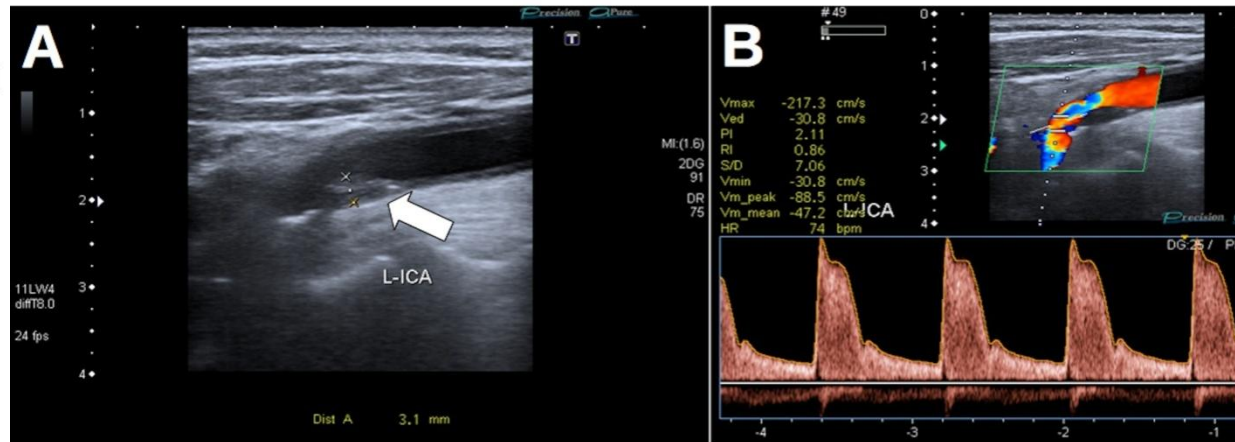 A
Precision APure
T
1
2
3
4
L-ICA
11LW4
diffT8.0
24 fps
MI:(1.6)
2DG
91
DR
75
Dist A 3.1 mm
B
#49
0
1
2
3
4
Vmax -217.3 cm/s
Ved -30.8 cm/s
PI 2.11
RI 0.86
S/D 7.06
Vmin -30.8 cm/s
Vm_peak -88.5 cm/s
Vm_mean -47.2 cm/s
HR 74 bpm
L-ICA
Precision
DG:25 /
-4 -3 -2 -1